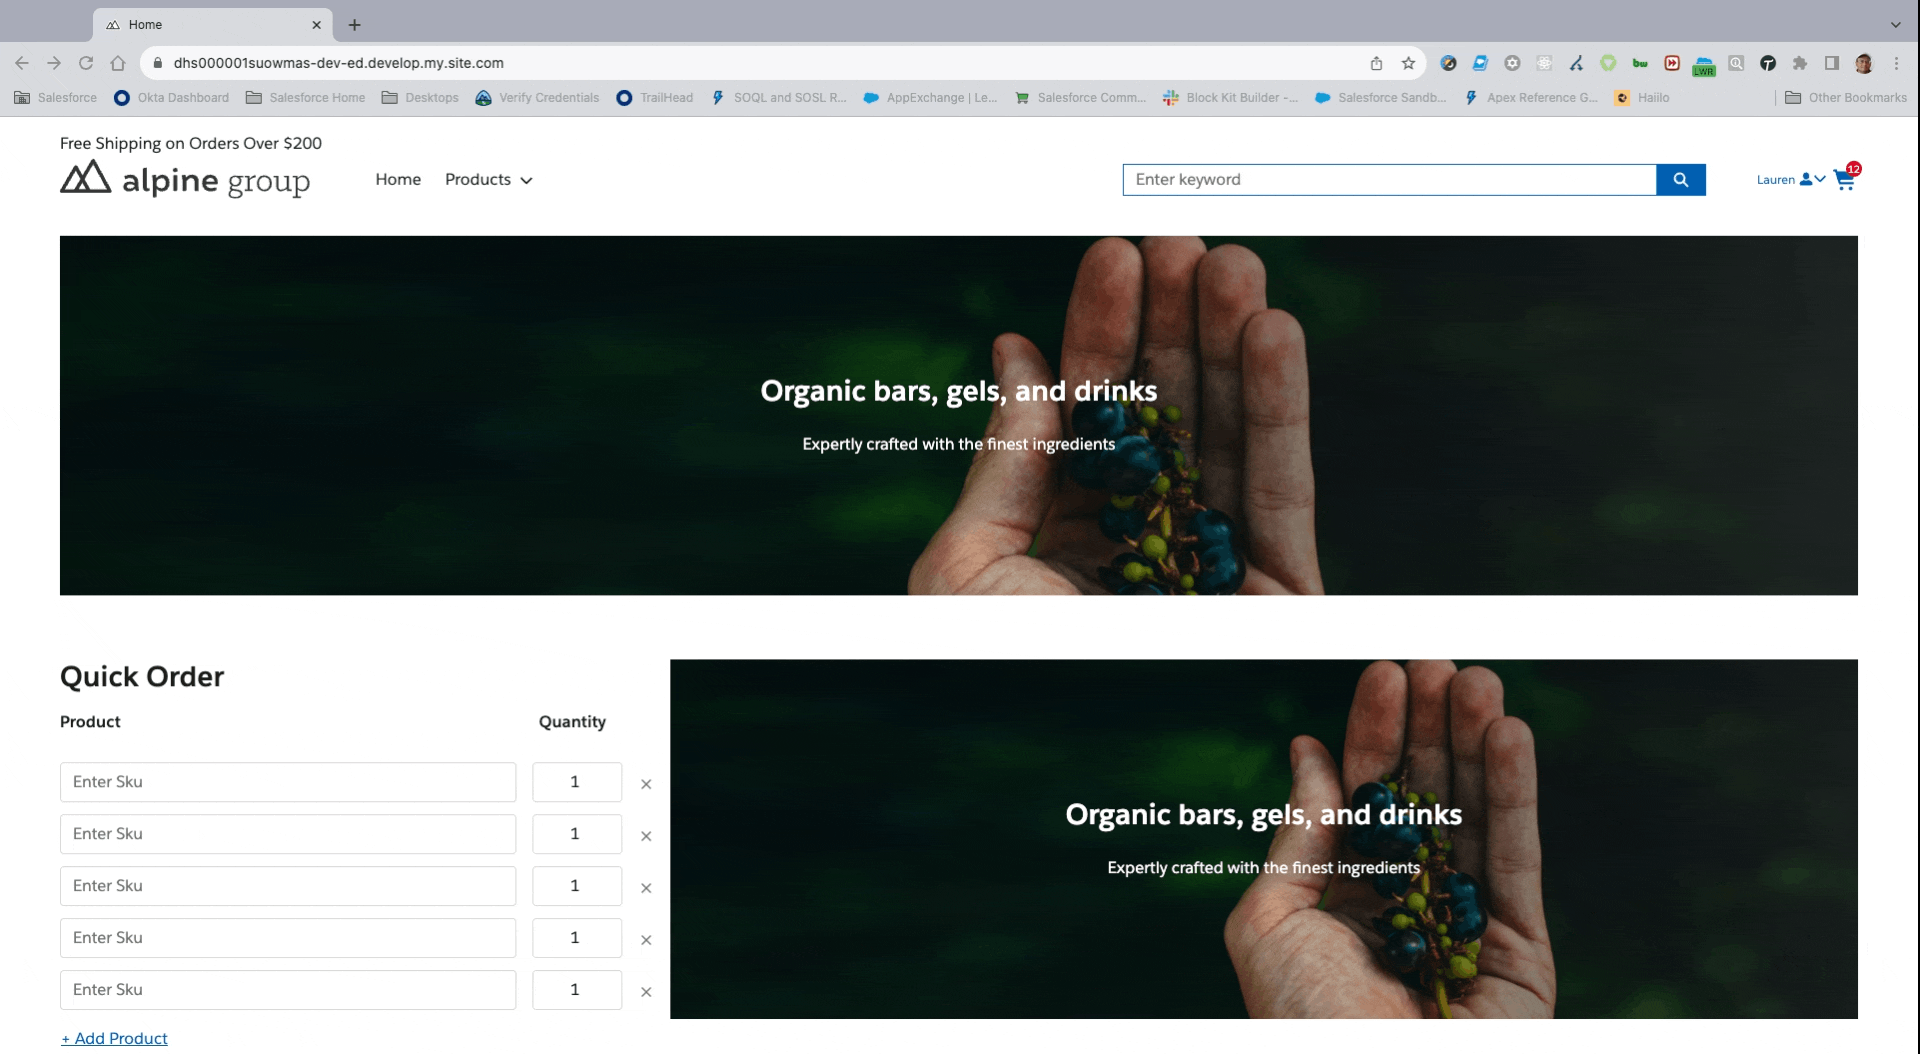 Home
dhs000001suowmas-dev-ed.develop.my.site.com
bw
LWR
Salesforce
Okta Dashboard
Salesforce Home
Desktops
Verify Credentials
TrailHead
SOQL and SOSL R...
AppExchange | Le...
Salesforce Comm...
Block Kit Builder -...
Salesforce Sandb...
Apex Reference G...
Haiilo
Other Bookmarks
Free Shipping on Orders Over $200
alpine group
Home
Products
Enter keyword
Lauren
12
Organic bars, gels, and drinks
Expertly crafted with the finest ingredients
Quick Order
Product Quantity
Enter Sku 1
Enter Sku 1
Enter Sku 1
Enter Sku 1
Enter Sku 1
+ Add Product
Organic bars, gels, and drinks
Expertly crafted with the finest ingredients